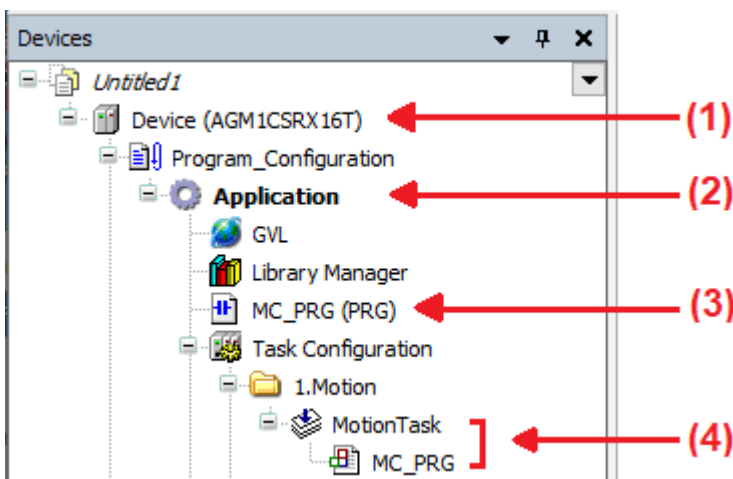 Devices
Untitled1
Device (AGM1CSRX16T) (1)
Program_Configuration
Application (2)
GVL
Library Manager
MC_PRG (PRG) (3)
Task Configuration
1.Motion
MotionTask
(4)
MC_PRG